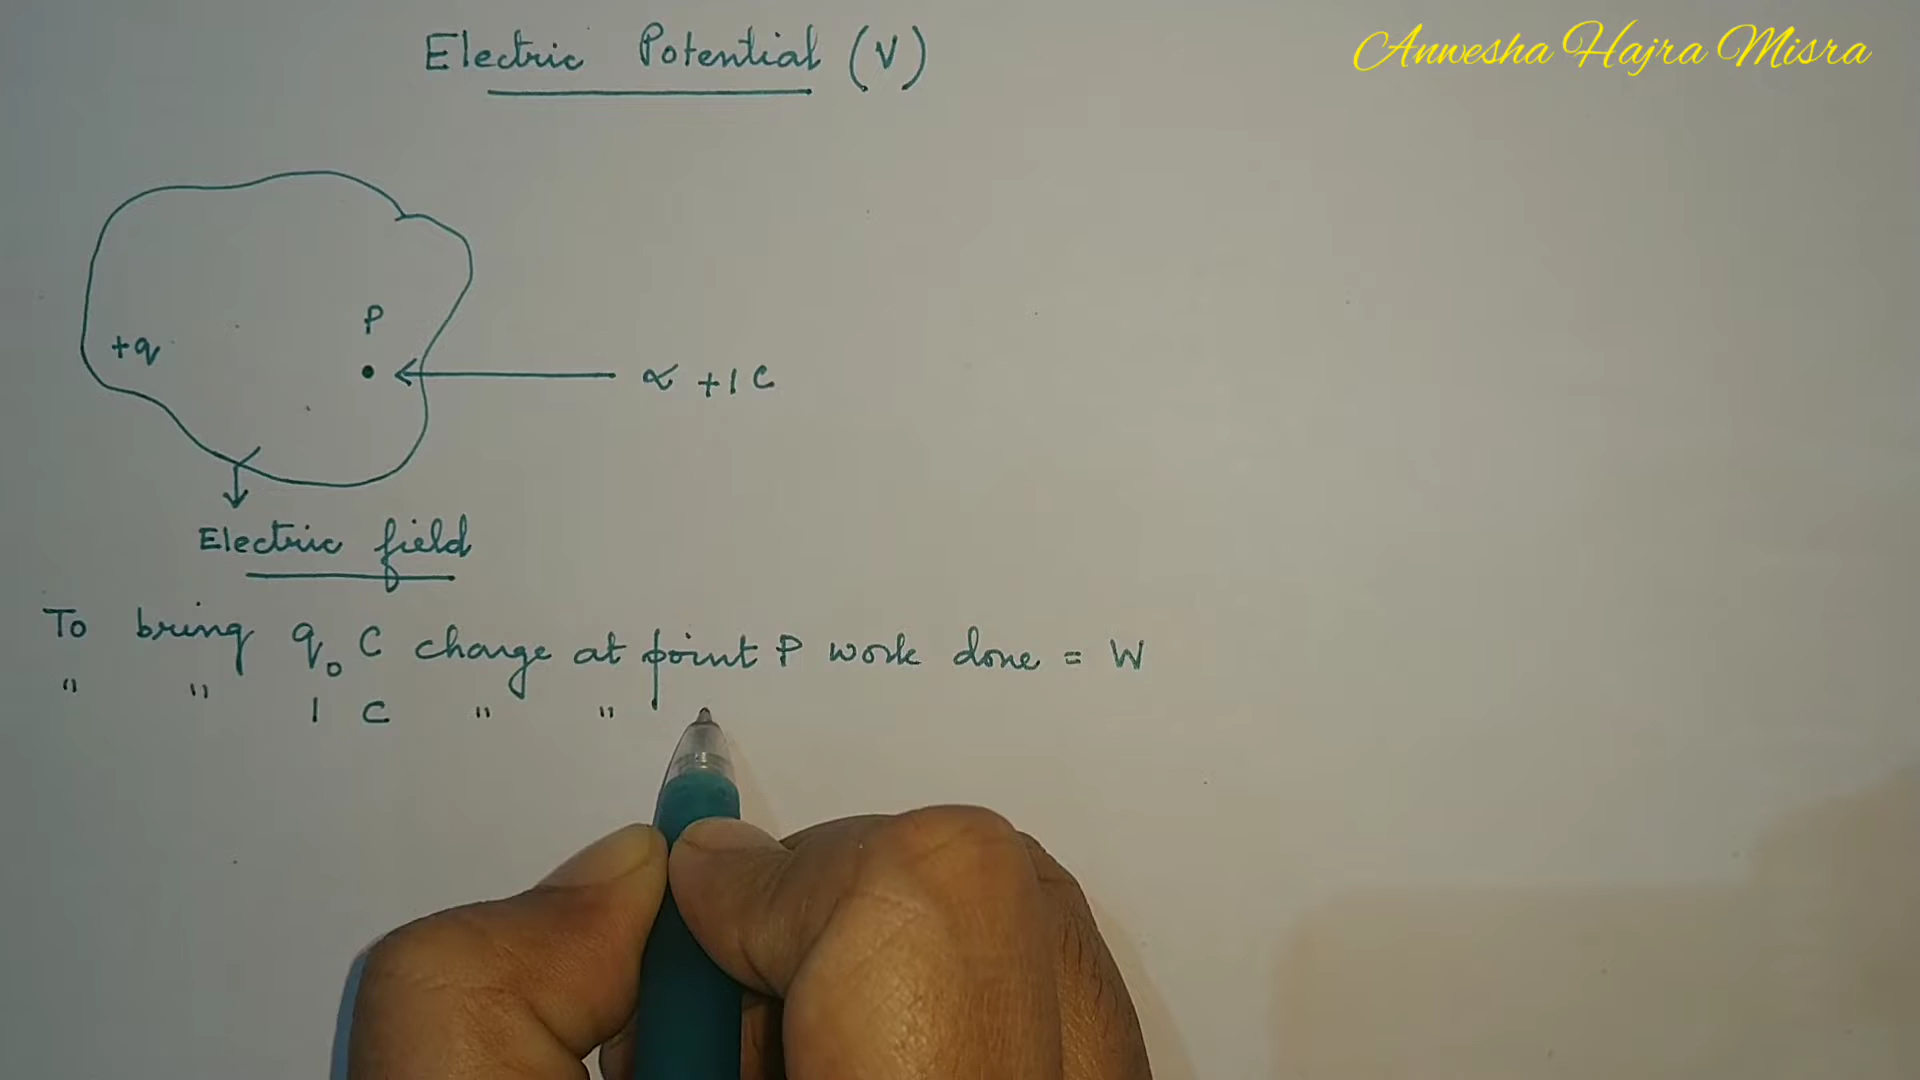 Electric Potential (V)
Anwesha Hajra Misra
P
+q
∝ +1 C
Electric field
To bring q₀ C charge at point P work done = W
" " 1 C " "